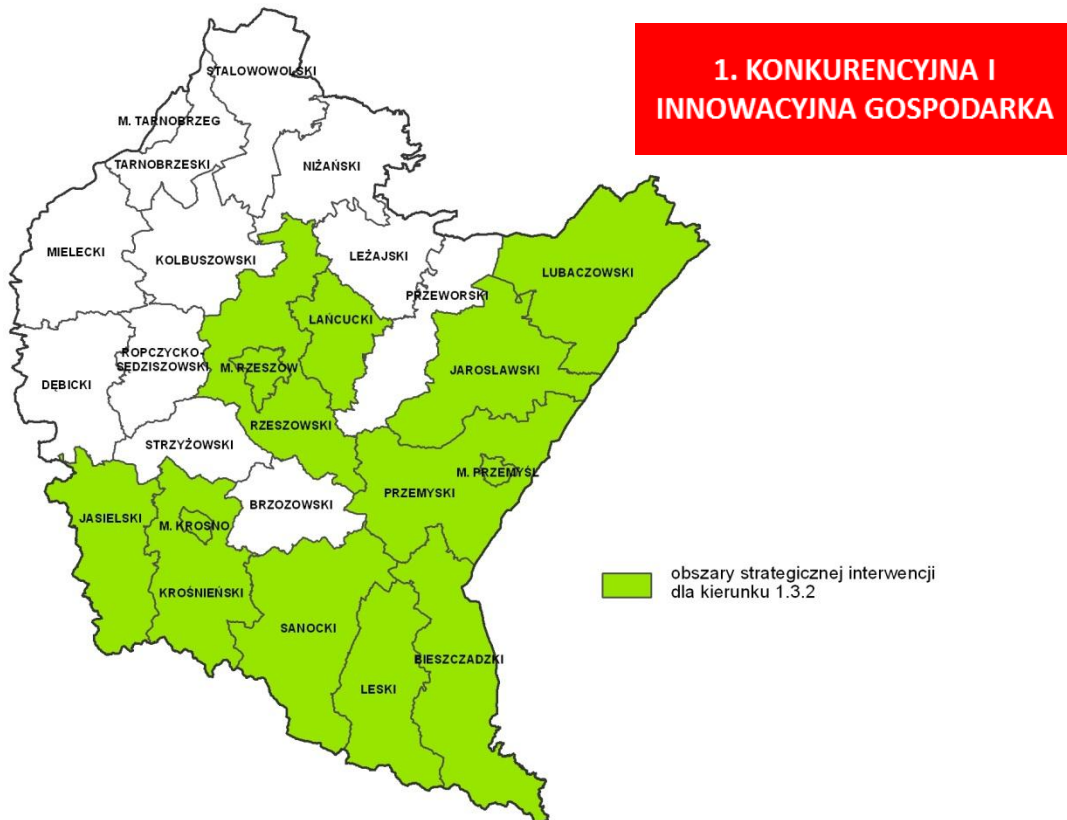 1. KONKURENCYJNA I
INNOWACYJNA GOSPODARKA
STALOWOWOLSKI
M. TARNOBRZEG
TARNOBRZESKI
NIŻAŃSKI
MIELECKI
KOLBUSZOWSKI
LEŻAJSKI
PRZEWORSKI
LUBACZOWSKI
ŁAŃCUCKI
ROPCZYCKO-
SĘDZISZOWSKI
M. RZESZÓW
DĘBICKI
JAROSŁAWSKI
RZESZOWSKI
STRZYŻOWSKI
M. PRZEMYŚL
PRZEMYSKI
BRZOZOWSKI
JASIELSKI
M. KROSNO
KROŚNIEŃSKI
SANOCKI
BIESZCZADZKI
LESKI
obszary strategicznej interwencji
dla kierunku 1.3.2